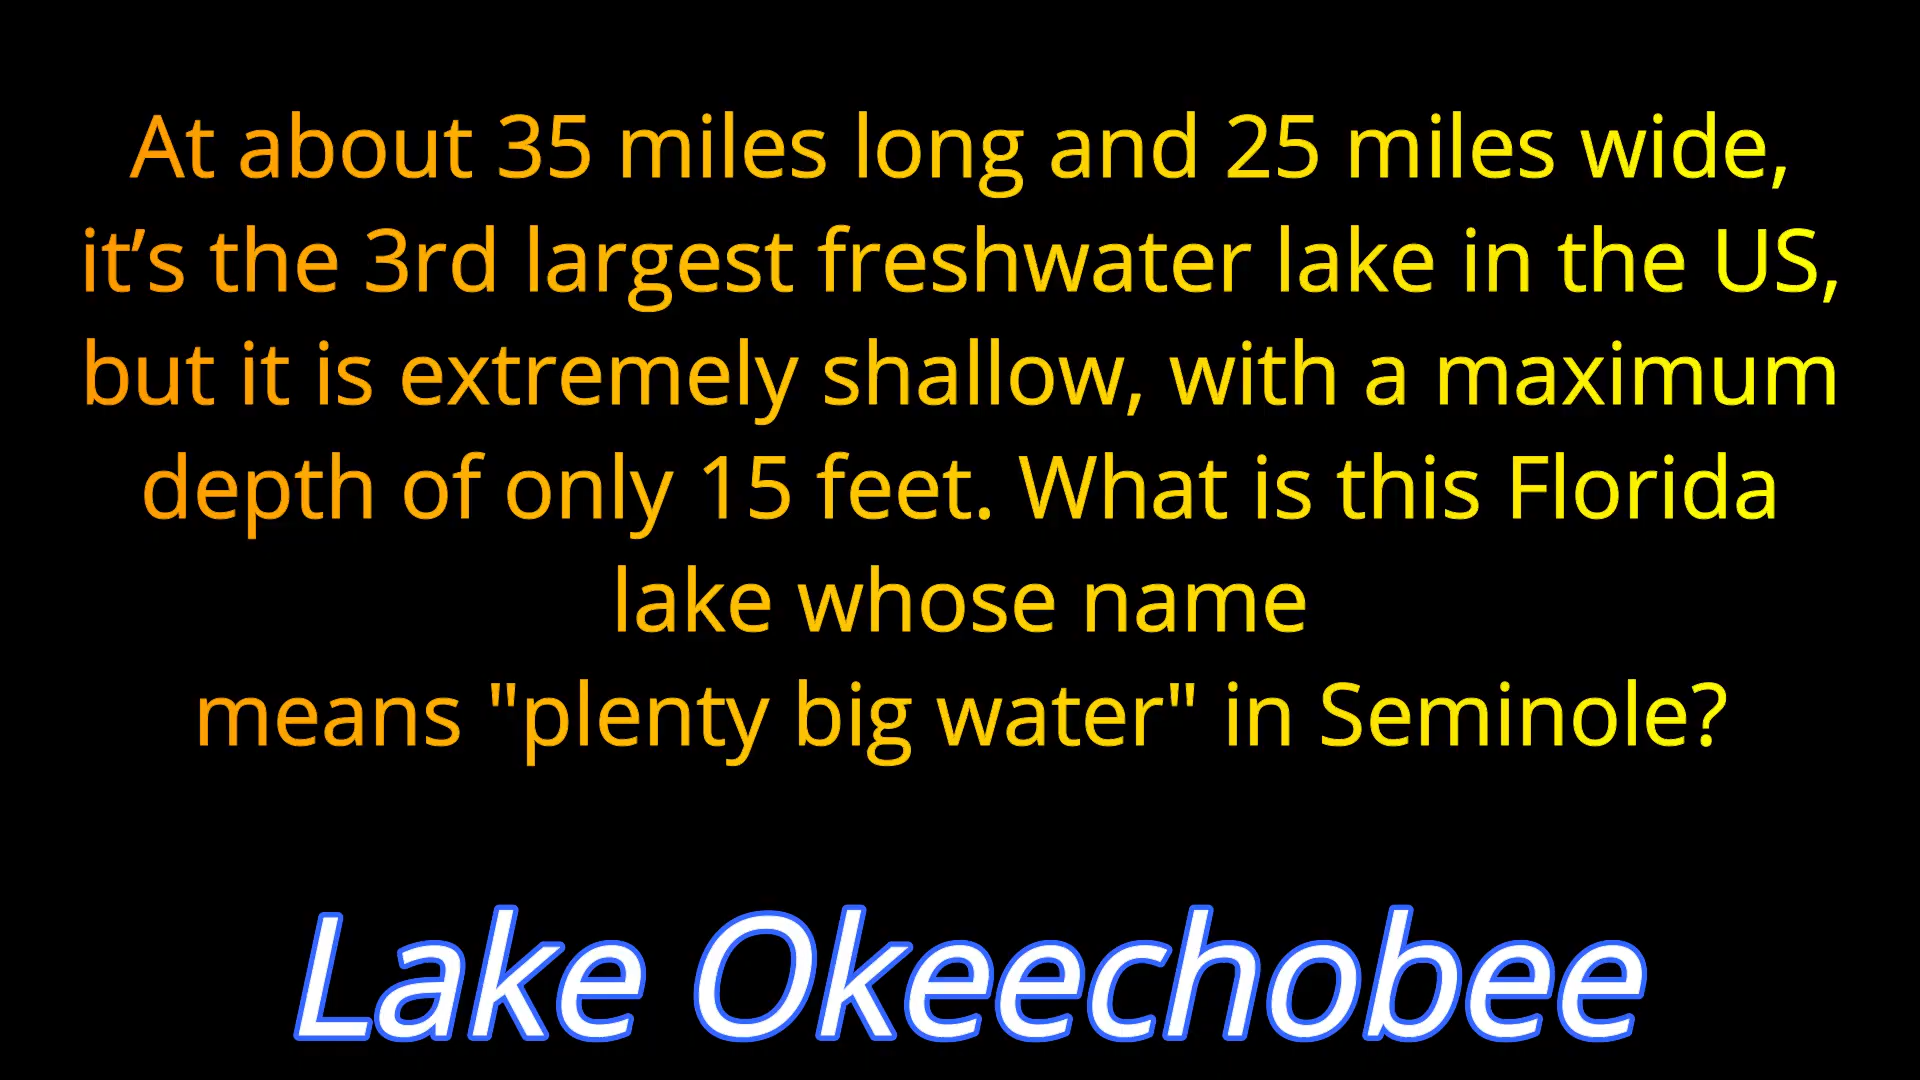 At about 35 miles long and 25 miles wide,
it’s the 3rd largest freshwater lake in the US,
but it is extremely shallow, with a maximum
depth of only 15 feet. What is this Florida
lake whose name
means "plenty big water" in Seminole?
Lake Okeechobee